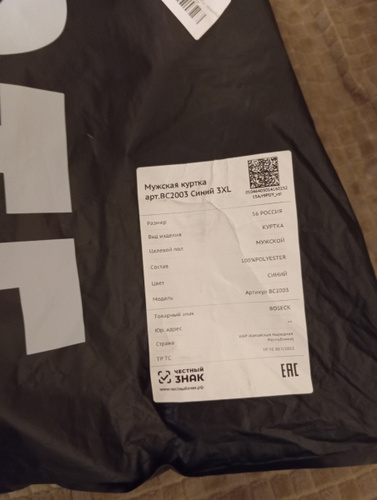 Мужская куртка
арт.BC2003 Синий 3XL
Размер 56 РОССИЯ
Вид изделия КУРТКА
Целевой пол МУЖСКОЙ
Состав 100%POLYESTER
Цвет СИНИЙ
Модель Артикул BC2003
Товарный знак ROSECK
Юр. адрес
Страна
ТР ТС
ЧЕСТНЫЙ
ЗНАК
EAC